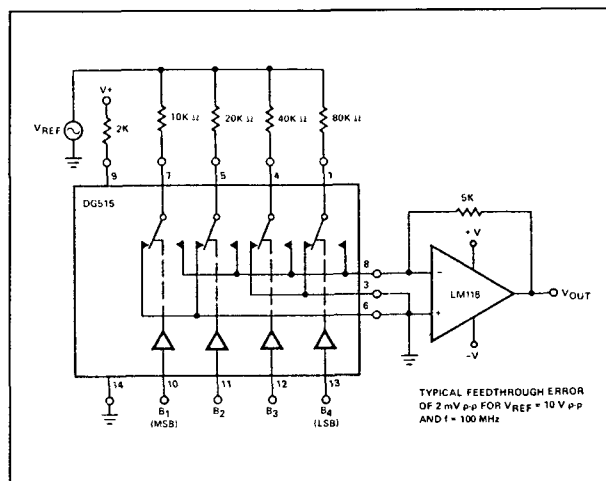 V+
VREF
2K
10K Ω
20K Ω
40K Ω
80K Ω
9
7
5
4
1
DG515
5K
8
3
6
+V
−
+
LM118
VOUT
−V
14
10
11
12
13
B1
(MSB)
B2
B3
B4
(LSB)
TYPICAL FEEDTHROUGH ERROR
OF 2 mV p-p FOR VREF = 10 V p-p
AND f = 100 MHz